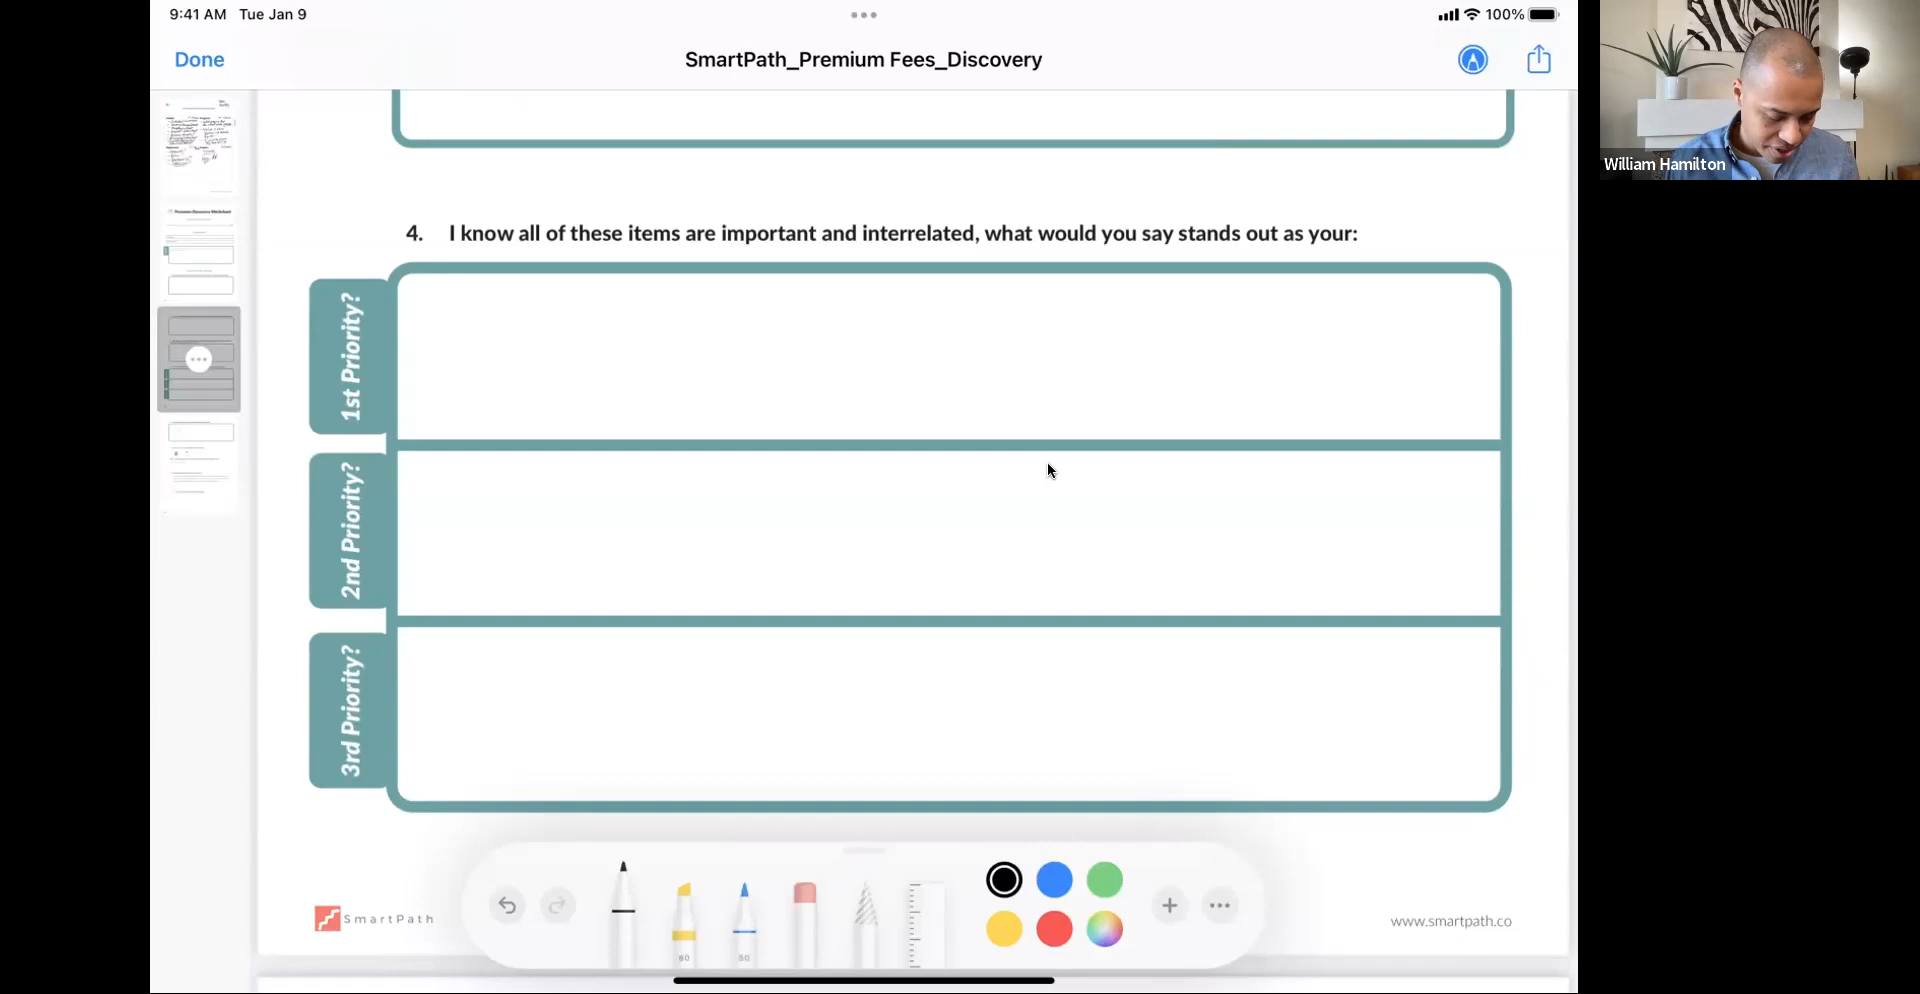 9:41 AM Tue Jan 9
100%
Done
SmartPath_Premium Fees_Discovery
William Hamilton
4. I know all of these items are important and interrelated, what would you say stands out as your:
1st Priority?
2nd Priority?
3rd Priority?
80
50
SmartPath
www.smartpath.co